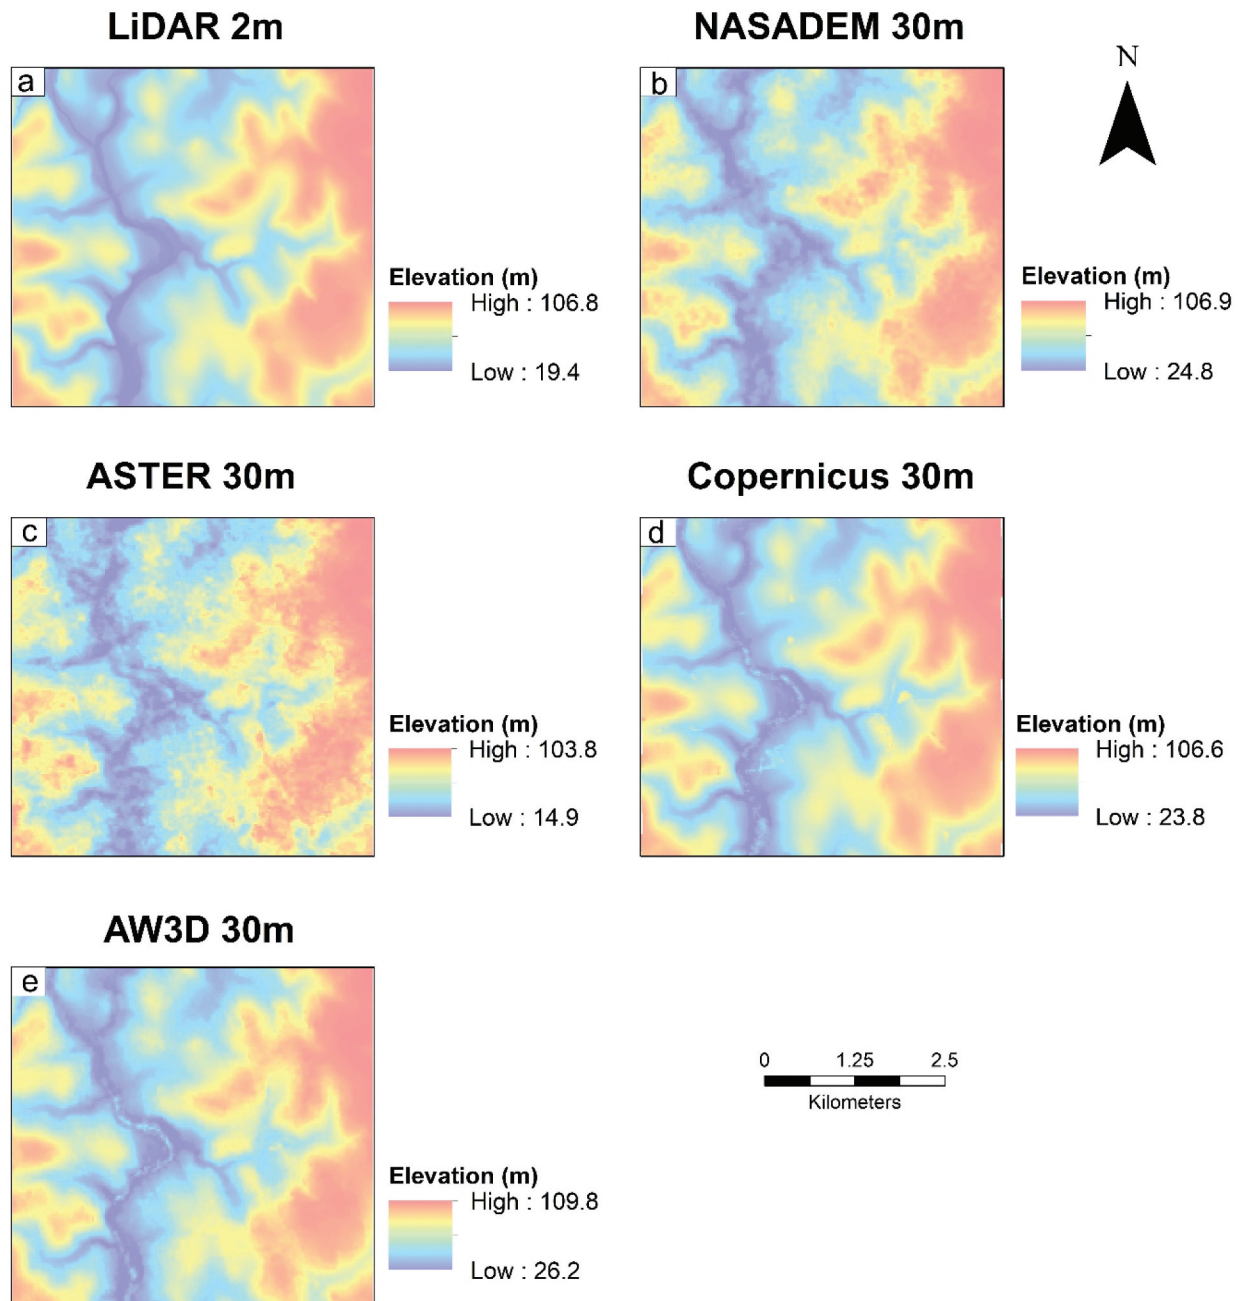 LiDAR 2m
NASADEM 30m
N
a
Elevation (m)
High : 106.8
Low : 19.4
b
Elevation (m)
High : 106.9
Low : 24.8
ASTER 30m
Copernicus 30m
c
Elevation (m)
High : 103.8
Low : 14.9
d
Elevation (m)
High : 106.6
Low : 23.8
AW3D 30m
e
Elevation (m)
High : 109.8
Low : 26.2
0 1.25 2.5
Kilometers